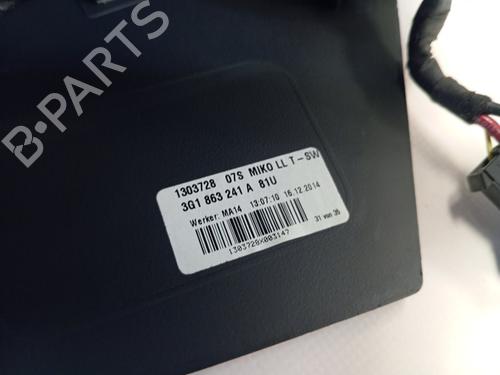 1303728 07S MIKO LL T-SW
3G1 863 241 A 81U
Werker: MA14 13:07:10 16.12.2014
31 von 35
1303728X003147
B-PARTS